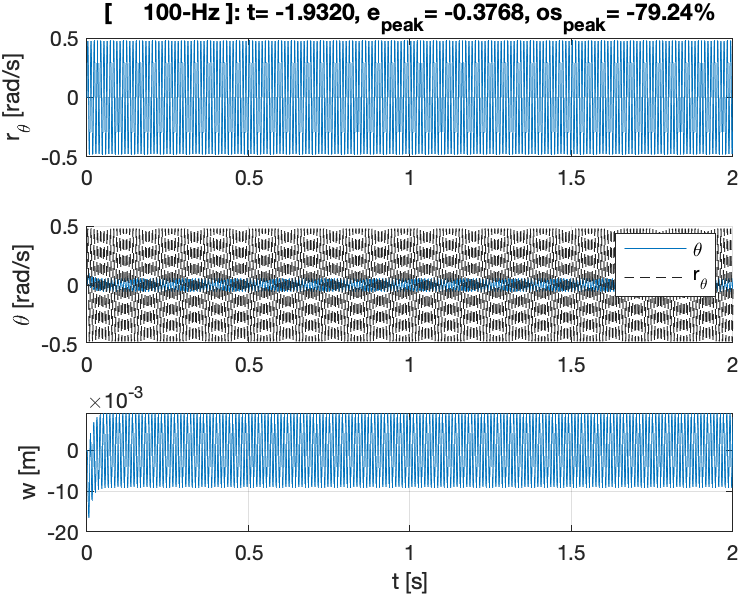 [ 100-Hz ]: t= -1.9320, e_peak= -0.3768, os_peak= -79.24%
0.5
0
-0.5
r_θ [rad/s]
0 0.5 1 1.5 2
0.5
0
-0.5
θ [rad/s]
θ
r_θ
0 0.5 1 1.5 2
×10^-3
0
-10
-20
w [m]
0 0.5 1 1.5 2
t [s]